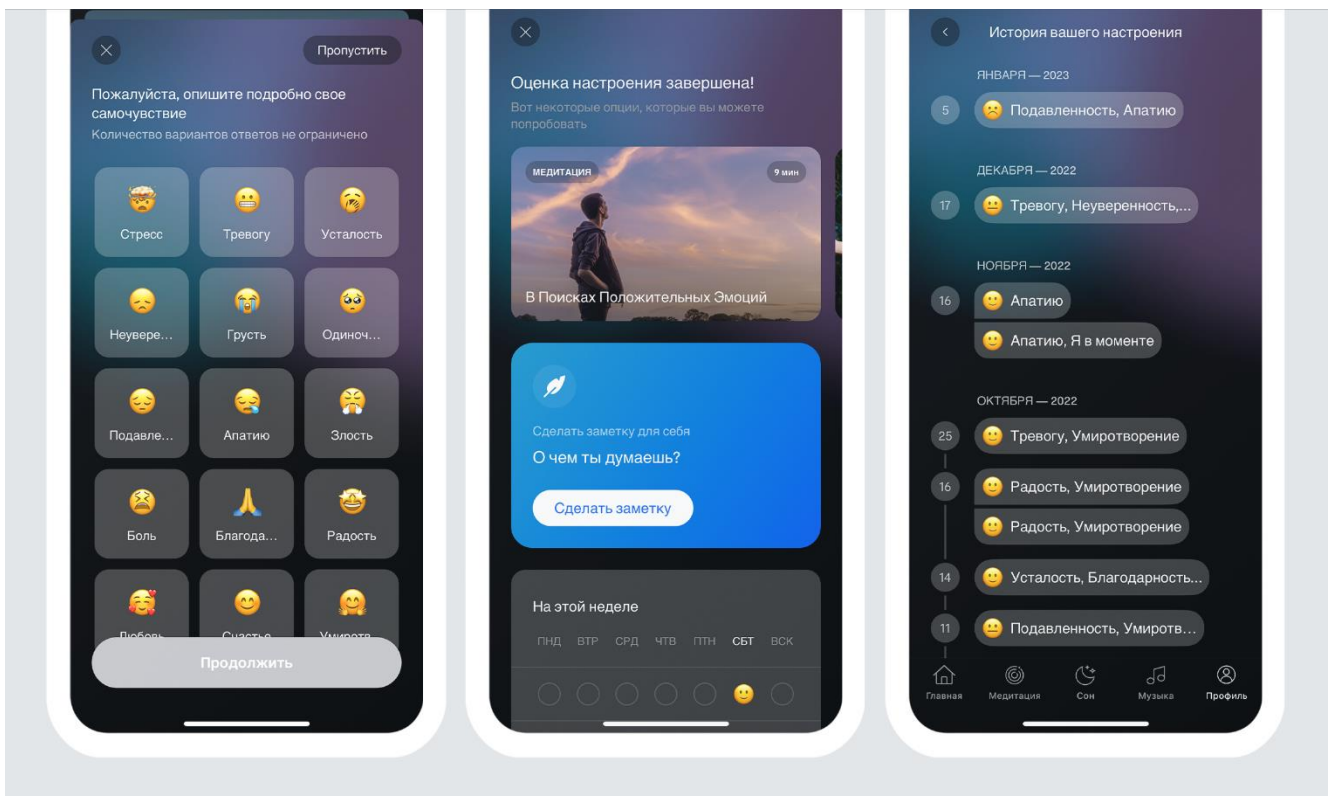 Пропустить
Пожалуйста, опишите подробно свое
самочувствие
Количество вариантов ответов не ограничено
Стресс Тревогу Усталость
Неувере... Грусть Одиноч...
Подавле... Апатию Злость
Боль Благода... Радость
Любовь Счастье Умиротв...
Продолжить
Оценка настроения завершена!
Вот некоторые опции, которые вы можете
попробовать
МЕДИТАЦИЯ 9 мин
В Поисках Положительных Эмоций
Сделать заметку для себя
О чем ты думаешь?
Сделать заметку
На этой неделе
ПНД ВТР СРД ЧТВ ПТН СБТ ВСК
История вашего настроения
ЯНВАРЯ — 2023
5 Подавленность, Апатию
ДЕКАБРЯ — 2022
17 Тревогу, Неуверенность,...
НОЯБРЯ — 2022
16 Апатию
Апатию, Я в моменте
ОКТЯБРЯ — 2022
25 Тревогу, Умиротворение
16 Радость, Умиротворение
Радость, Умиротворение
14 Усталость, Благодарность...
11 Подавленность, Умиротв...
Главная Медитация Сон Музыка Профиль